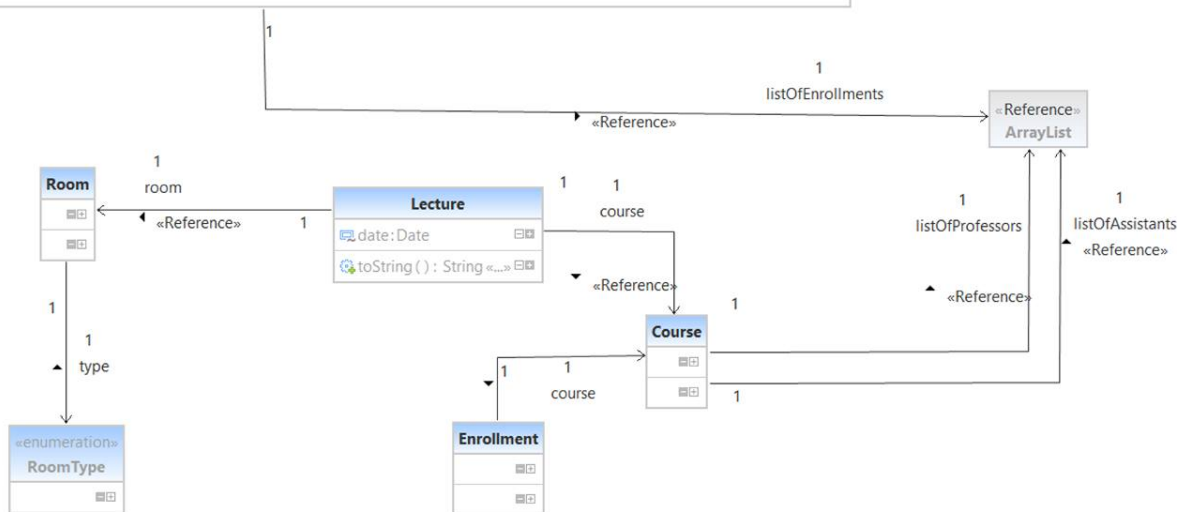 1
1
listOfEnrollments
«Reference»
«Reference»
ArrayList
Room
1
room
«Reference»
1
Lecture
date:Date
toString ( ) : String «...»
1
1
course
«Reference»
1
listOfProfessors
«Reference»
1
listOfAssistants
«Reference»
1
1
type
«enumeration»
RoomType
Course
1
1
1
1
course
Enrollment